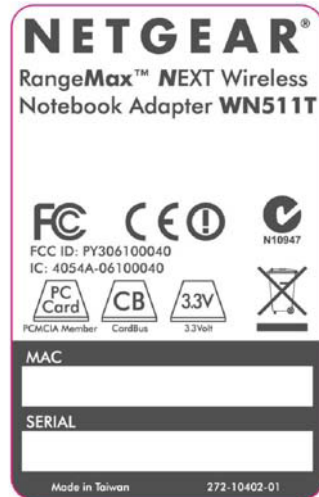 NETGEAR®
RangeMax™ NEXT Wireless
Notebook Adapter WN511T
FC CE
N10947
FCC ID: PY306100040
IC: 4054A-06100040
PC Card
CB
3.3V
PCMCIA Member
CardBus
3.3Volt
MAC
SERIAL
Made in Taiwan 272-10402-01